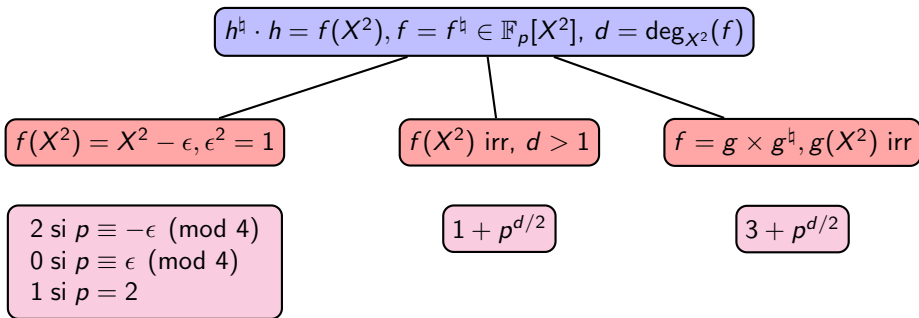 h^♮ · h = f(X²), f = f^♮ ∈ 𝔽_p[X²], d = deg_{X²}(f)
f(X²) = X² − ϵ, ϵ² = 1
f(X²) irr, d > 1
f = g × g^♮, g(X²) irr
2 si p ≡ −ϵ (mod 4)
0 si p ≡ ϵ (mod 4)
1 si p = 2
1 + p^{d/2}
3 + p^{d/2}